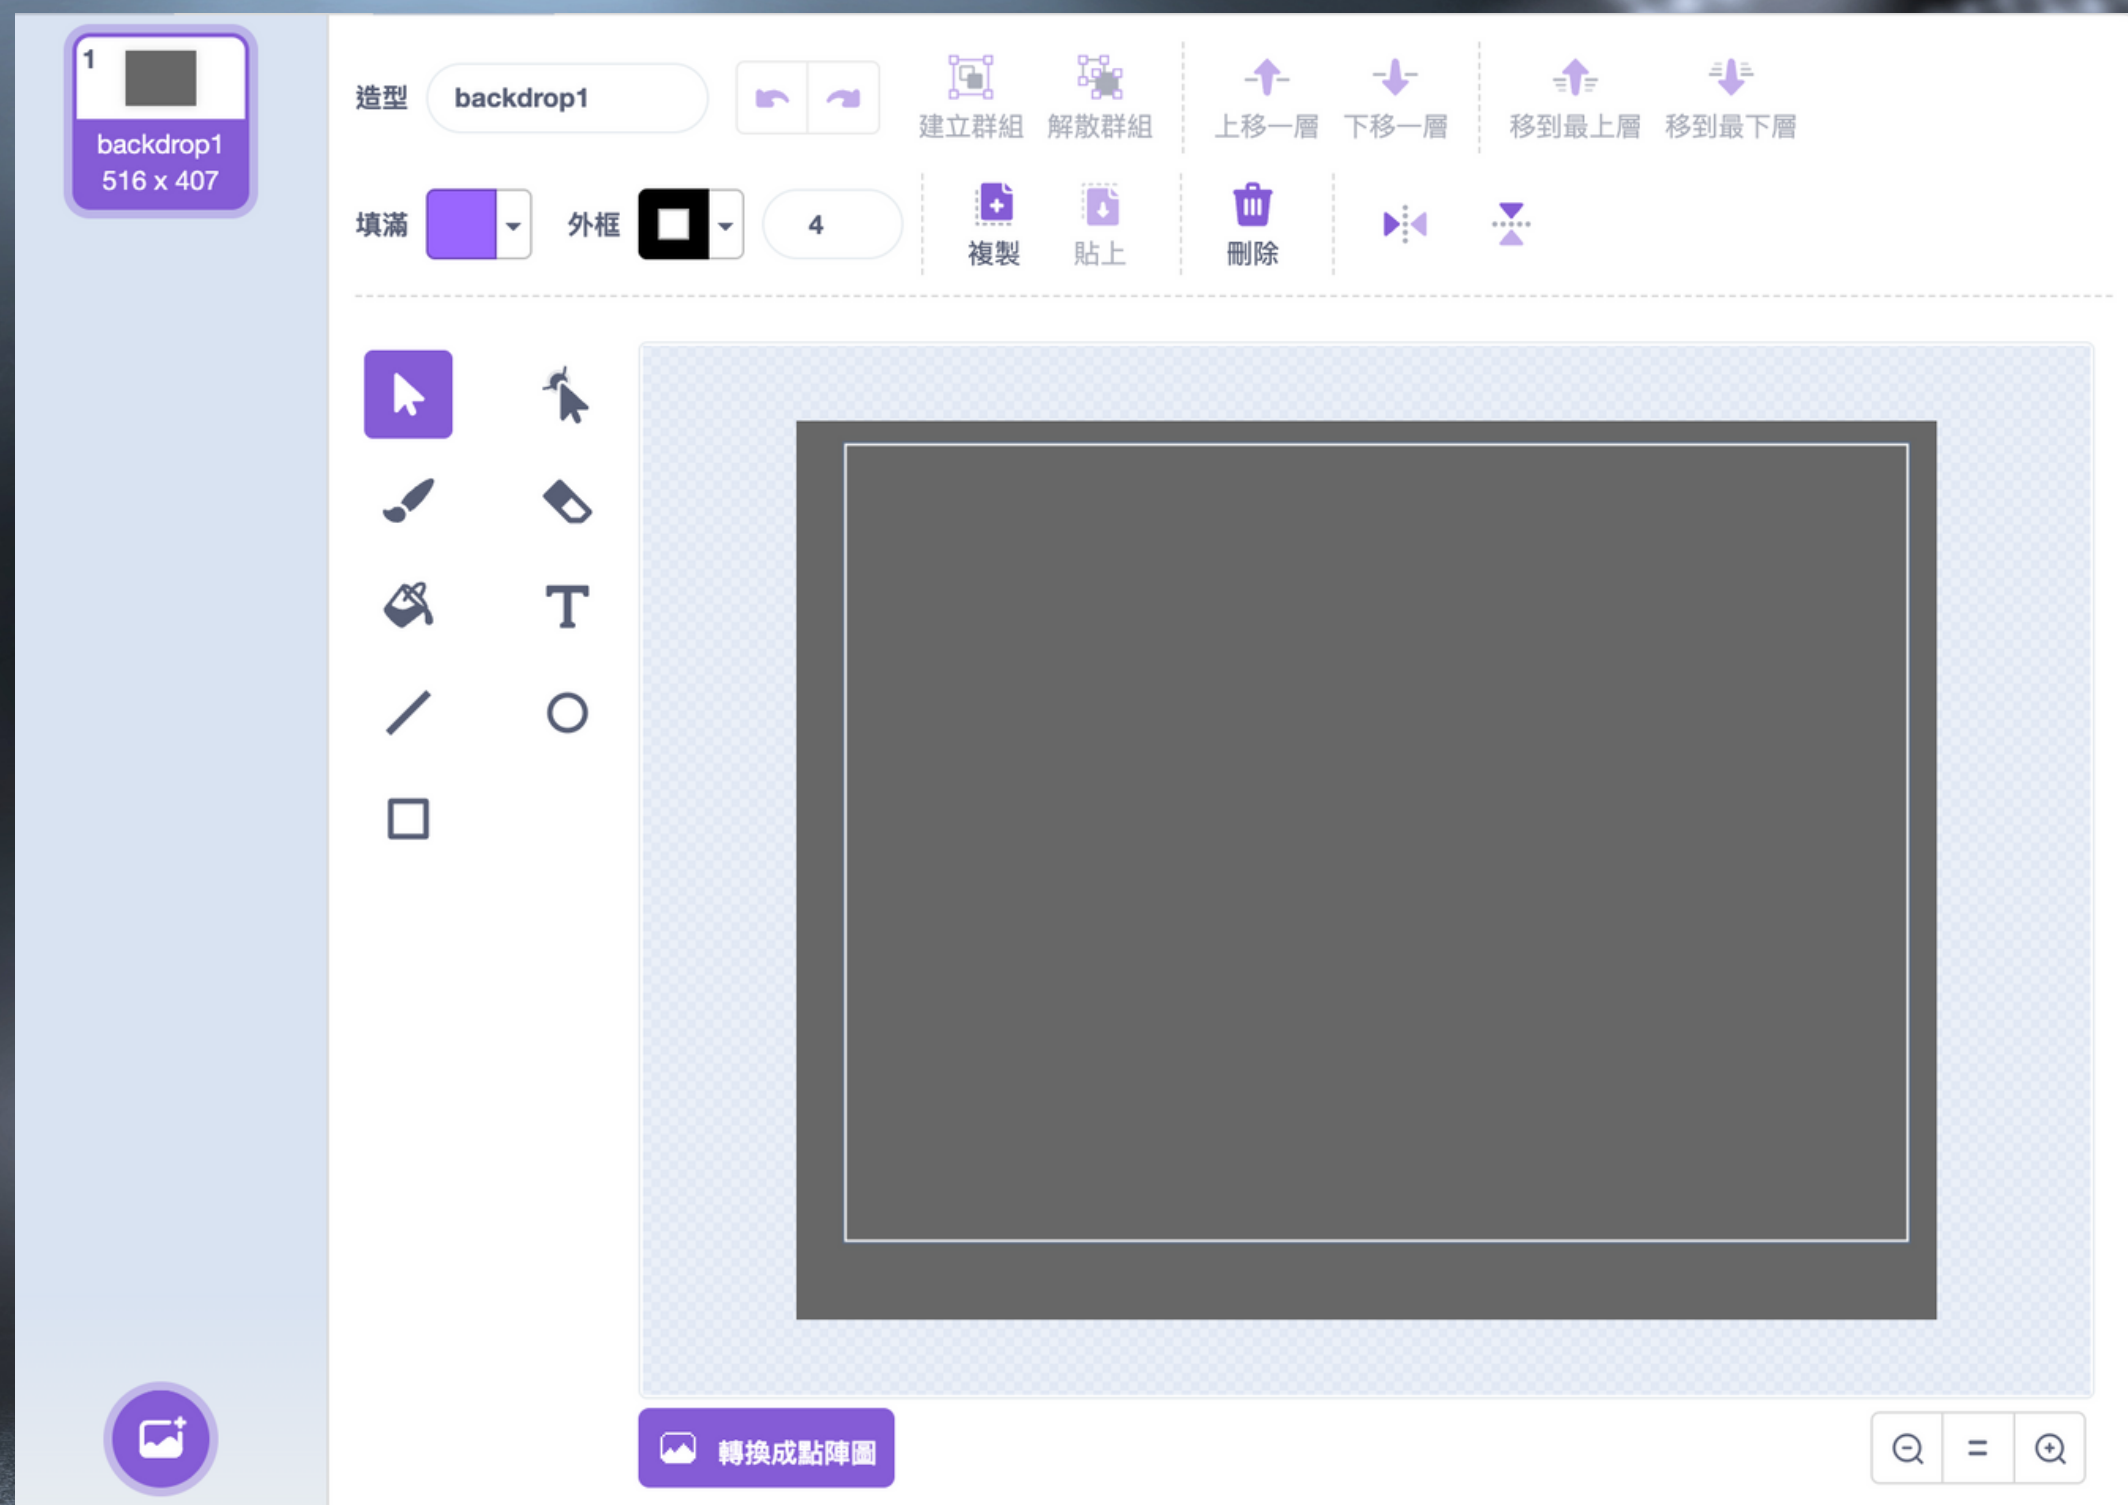 1
backdrop1
516 x 407
造型
backdrop1
建立群組
解散群組
上移一層
下移一層
移到最上層
移到最下層
填滿
外框
4
複製
貼上
刪除
轉換成點陣圖